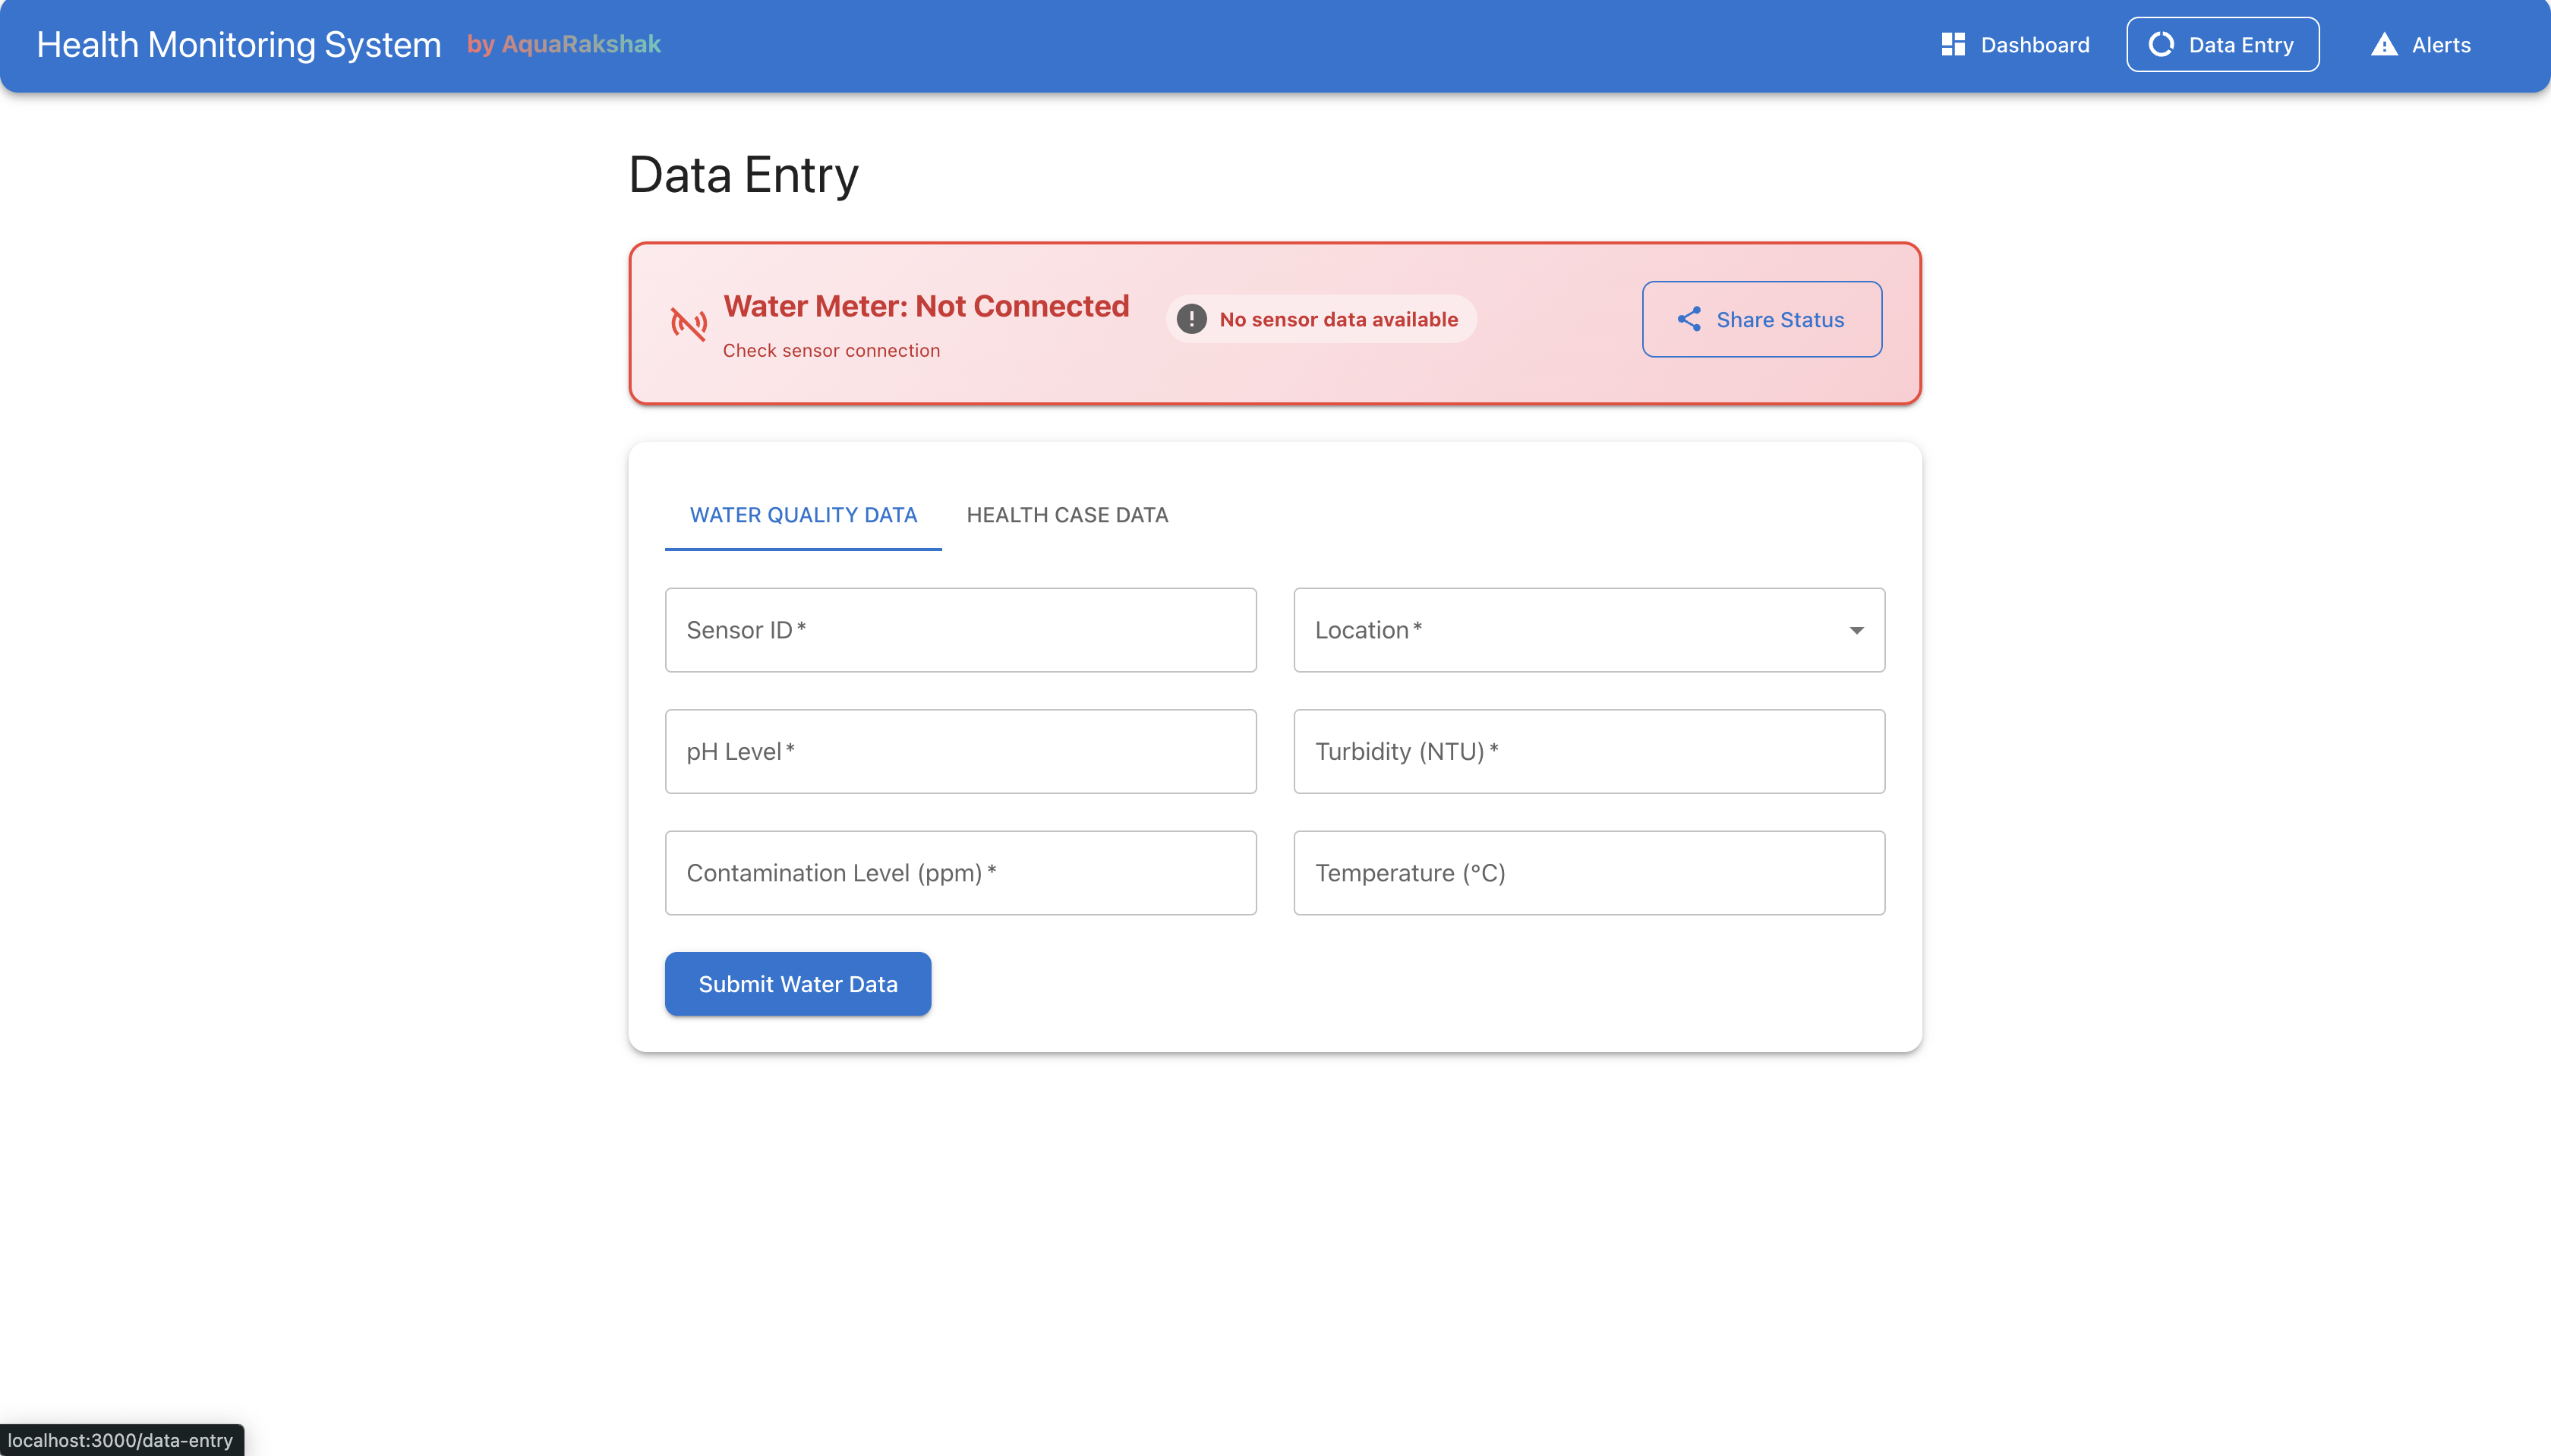 Health Monitoring System by AquaRakshak
Dashboard
Data Entry
Alerts
Data Entry
Water Meter: Not Connected
Check sensor connection
No sensor data available
Share Status
WATER QUALITY DATA
HEALTH CASE DATA
Sensor ID *
Location *
pH Level *
Turbidity (NTU) *
Contamination Level (ppm) *
Temperature (°C)
Submit Water Data
localhost:3000/data-entry